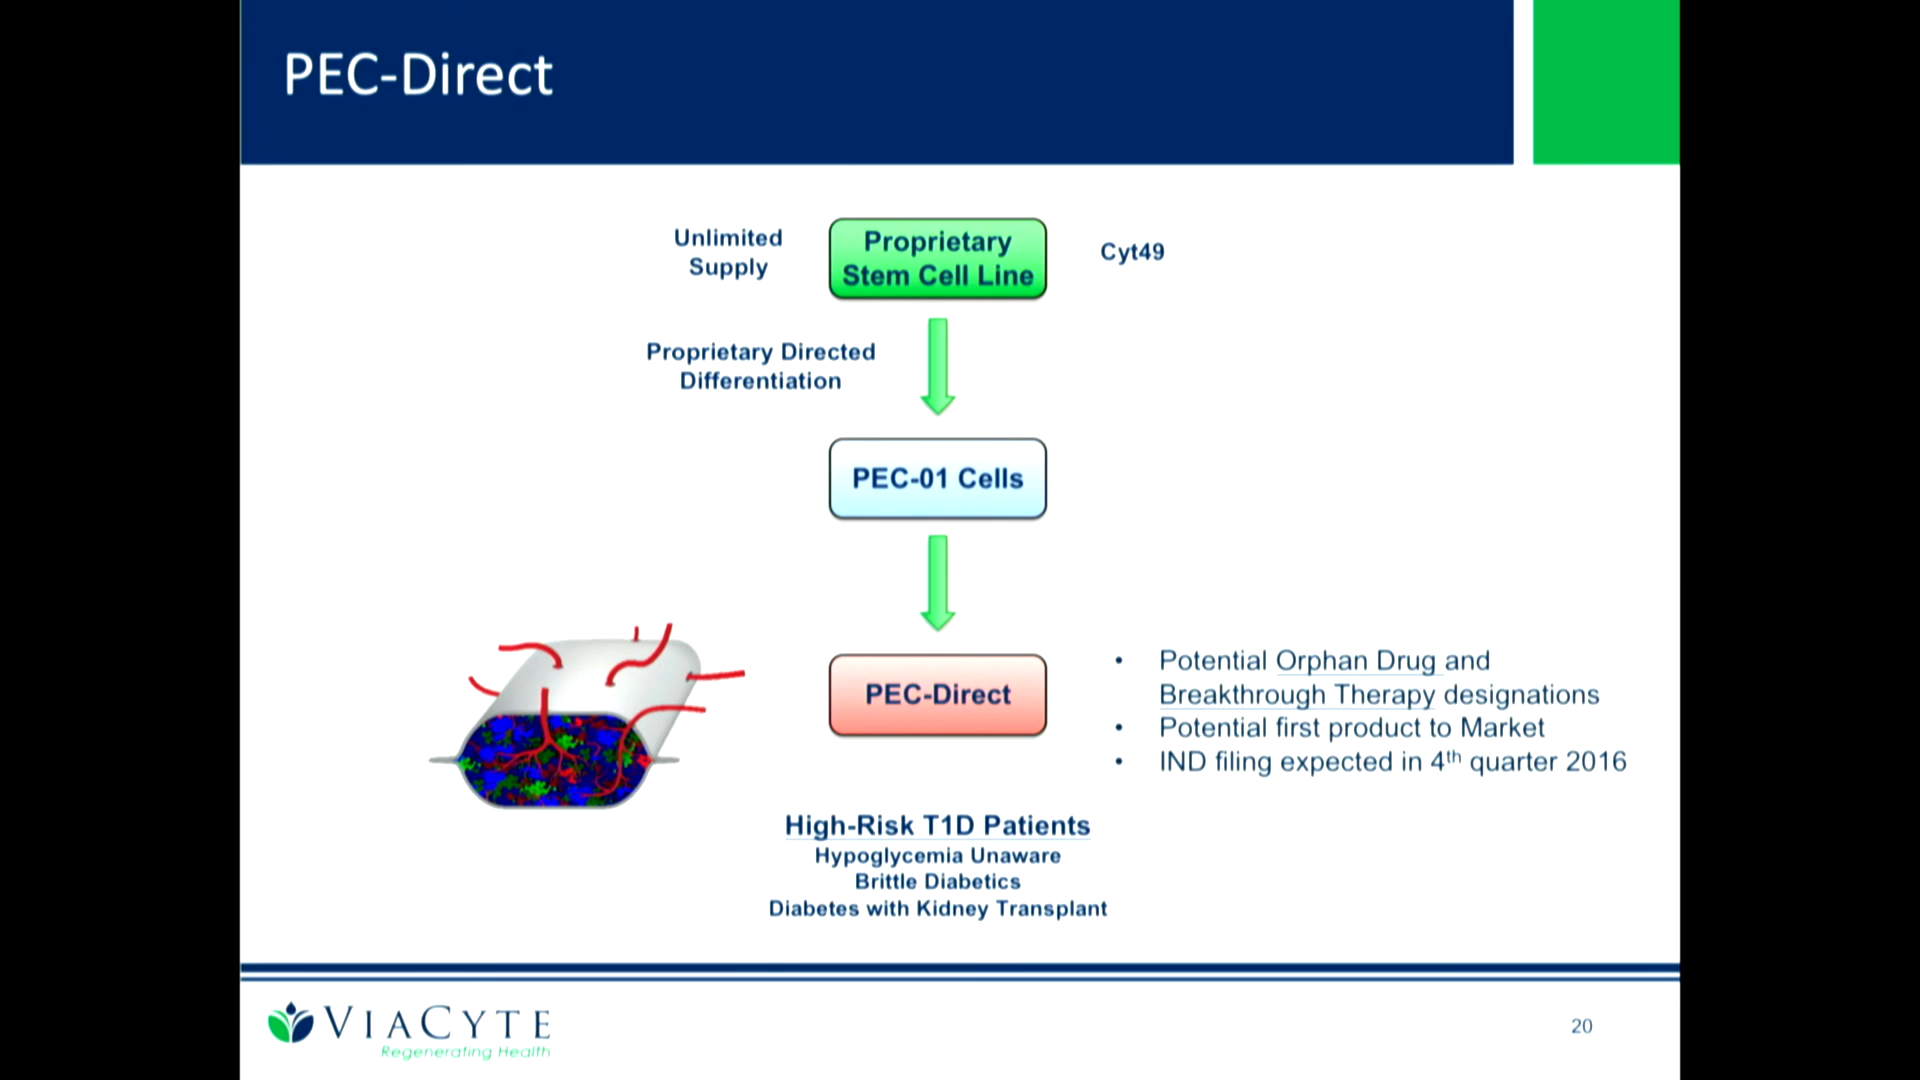 PEC-Direct
Unlimited
Supply
Proprietary
Stem Cell Line
Cyt49
Proprietary Directed
Differentiation
PEC-01 Cells
PEC-Direct
• Potential Orphan Drug and
Breakthrough Therapy designations
• Potential first product to Market
• IND filing expected in 4th quarter 2016
High-Risk T1D Patients
Hypoglycemia Unaware
Brittle Diabetics
Diabetes with Kidney Transplant
VIACYTE
Regenerating Health
20